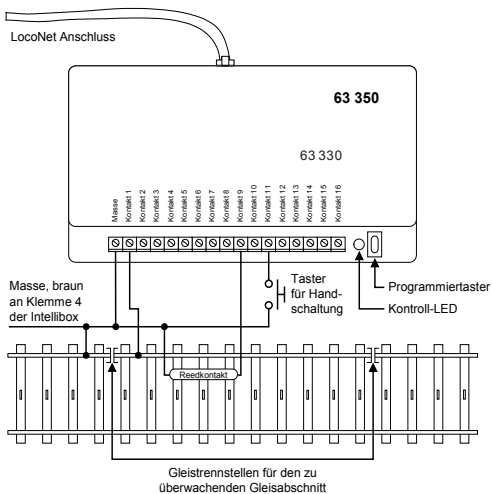 LocoNet Anschluss
63 350
63 330
Masse
Kontakt 1
Kontakt 2
Kontakt 3
Kontakt 4
Kontakt 5
Kontakt 6
Kontakt 7
Kontakt 8
Kontakt 9
Kontakt 10
Kontakt 11
Kontakt 12
Kontakt 13
Kontakt 14
Kontakt 15
Kontakt 16
Masse, braun
an Klemme 4
der Intellibox
Taster
für Hand-
schaltung
Programmiertaster
Kontroll-LED
Reedkontakt
Gleistrennstellen für den zu
überwachenden Gleisabschnitt